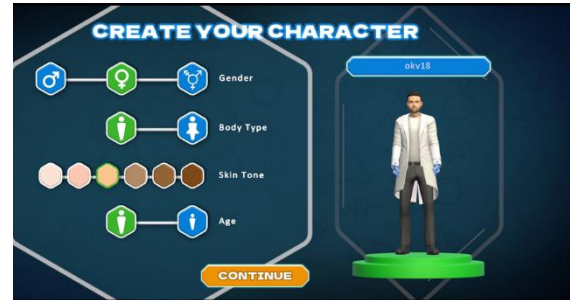 CREATE YOUR CHARACTER
okv18
Gender
Body Type
Skin Tone
Age
CONTINUE